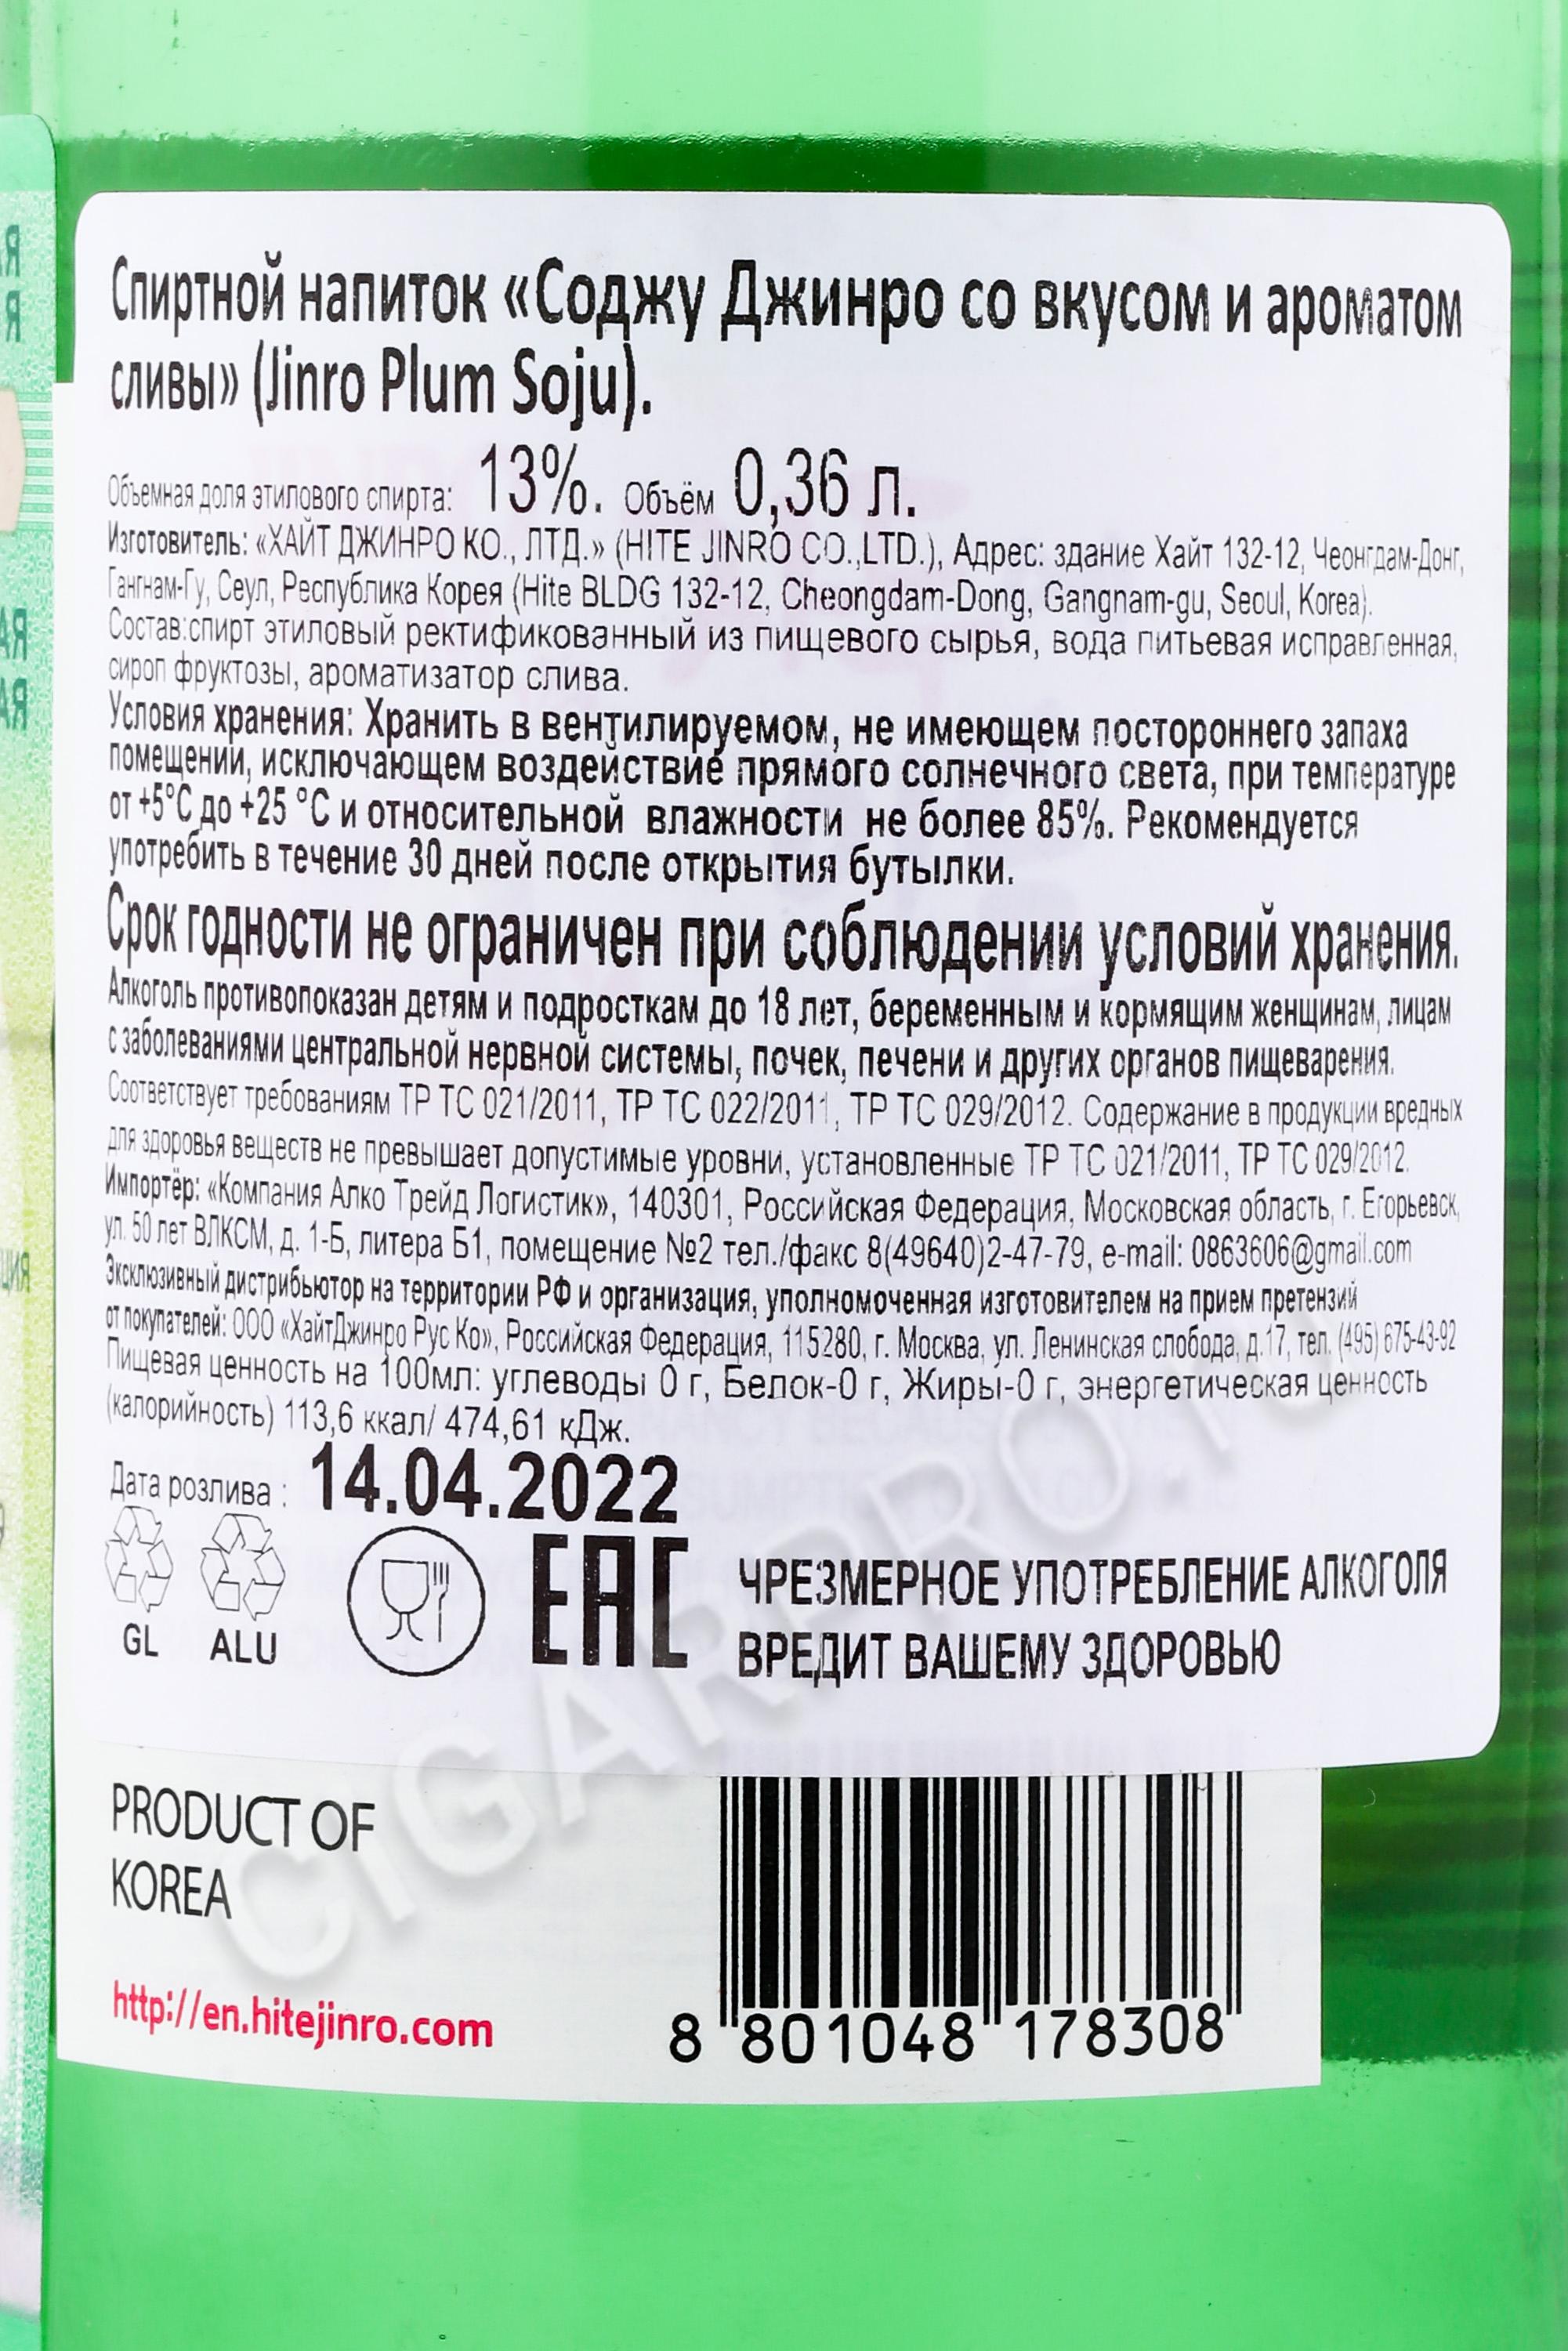 Спиртной напиток «Соджу Джинро со вкусом и ароматом
сливы» (Jinro Plum Soju).
Объемная доля этилового спирта: 13%. Объём 0,36 л.
Изготовитель: «ХАЙТ ДЖИНРО КО., ЛТД.» (HITE JINRO CO.,LTD.), Адрес: здание Хайт 132-12, Чеонгдам-Донг,
Гангнам-Гу, Сеул, Республика Корея (Hite BLDG 132-12, Cheongdam-Dong, Gangnam-gu, Seoul, Korea).
Состав:спирт этиловый ректификованный из пищевого сырья, вода питьевая исправленная,
сироп фруктозы, ароматизатор слива.
Условия хранения: Хранить в вентилируемом, не имеющем постороннего запаха
помещении, исключающем воздействие прямого солнечного света, при температуре
от +5°C до +25 °C и относительной влажности не более 85%. Рекомендуется
употребить в течение 30 дней после открытия бутылки.
Срок годности не ограничен при соблюдении условий хранения.
Алкоголь противопоказан детям и подросткам до 18 лет, беременным и кормящим женщинам, лицам
с заболеваниями центральной нервной системы, почек, печени и других органов пищеварения.
Соответствует требованиям ТР ТС 021/2011, ТР ТС 022/2011, ТР ТС 029/2012. Содержание в продукции вредных
для здоровья веществ не превышает допустимые уровни, установленные ТР ТС 021/2011, ТР ТС 029/2012.
Импортёр: «Компания Алко Трейд Логистик», 140301, Российская Федерация, Московская область, г. Егорьевск,
ул. 50 лет ВЛКСМ, д. 1-Б, литера Б1, помещение №2 тел./факс 8(49640)2-47-79, e-mail: 0863606@gmail.com
Эксклюзивный дистрибьютор на территории РФ и организация, уполномоченная изготовителем на прием претензий
от покупателей: ООО «ХайтДжинро Рус Ко», Российская Федерация, 115280, г. Москва, ул. Ленинская слобода, д.17, тел. (495) 675-43-92
Пищевая ценность на 100мл: углеводы 0 г, Белок-0 г, Жиры-0 г, энергетическая ценность
(калорийность) 113,6 ккал/ 474,61 кДж.
Дата розлива : 14.04.2022
GL ALU EAC
ЧРЕЗМЕРНОЕ УПОТРЕБЛЕНИЕ АЛКОГОЛЯ
ВРЕДИТ ВАШЕМУ ЗДОРОВЬЮ
PRODUCT OF
KOREA
http://en.hitejinro.com
8 801048 178308
CIGARPRO.ru